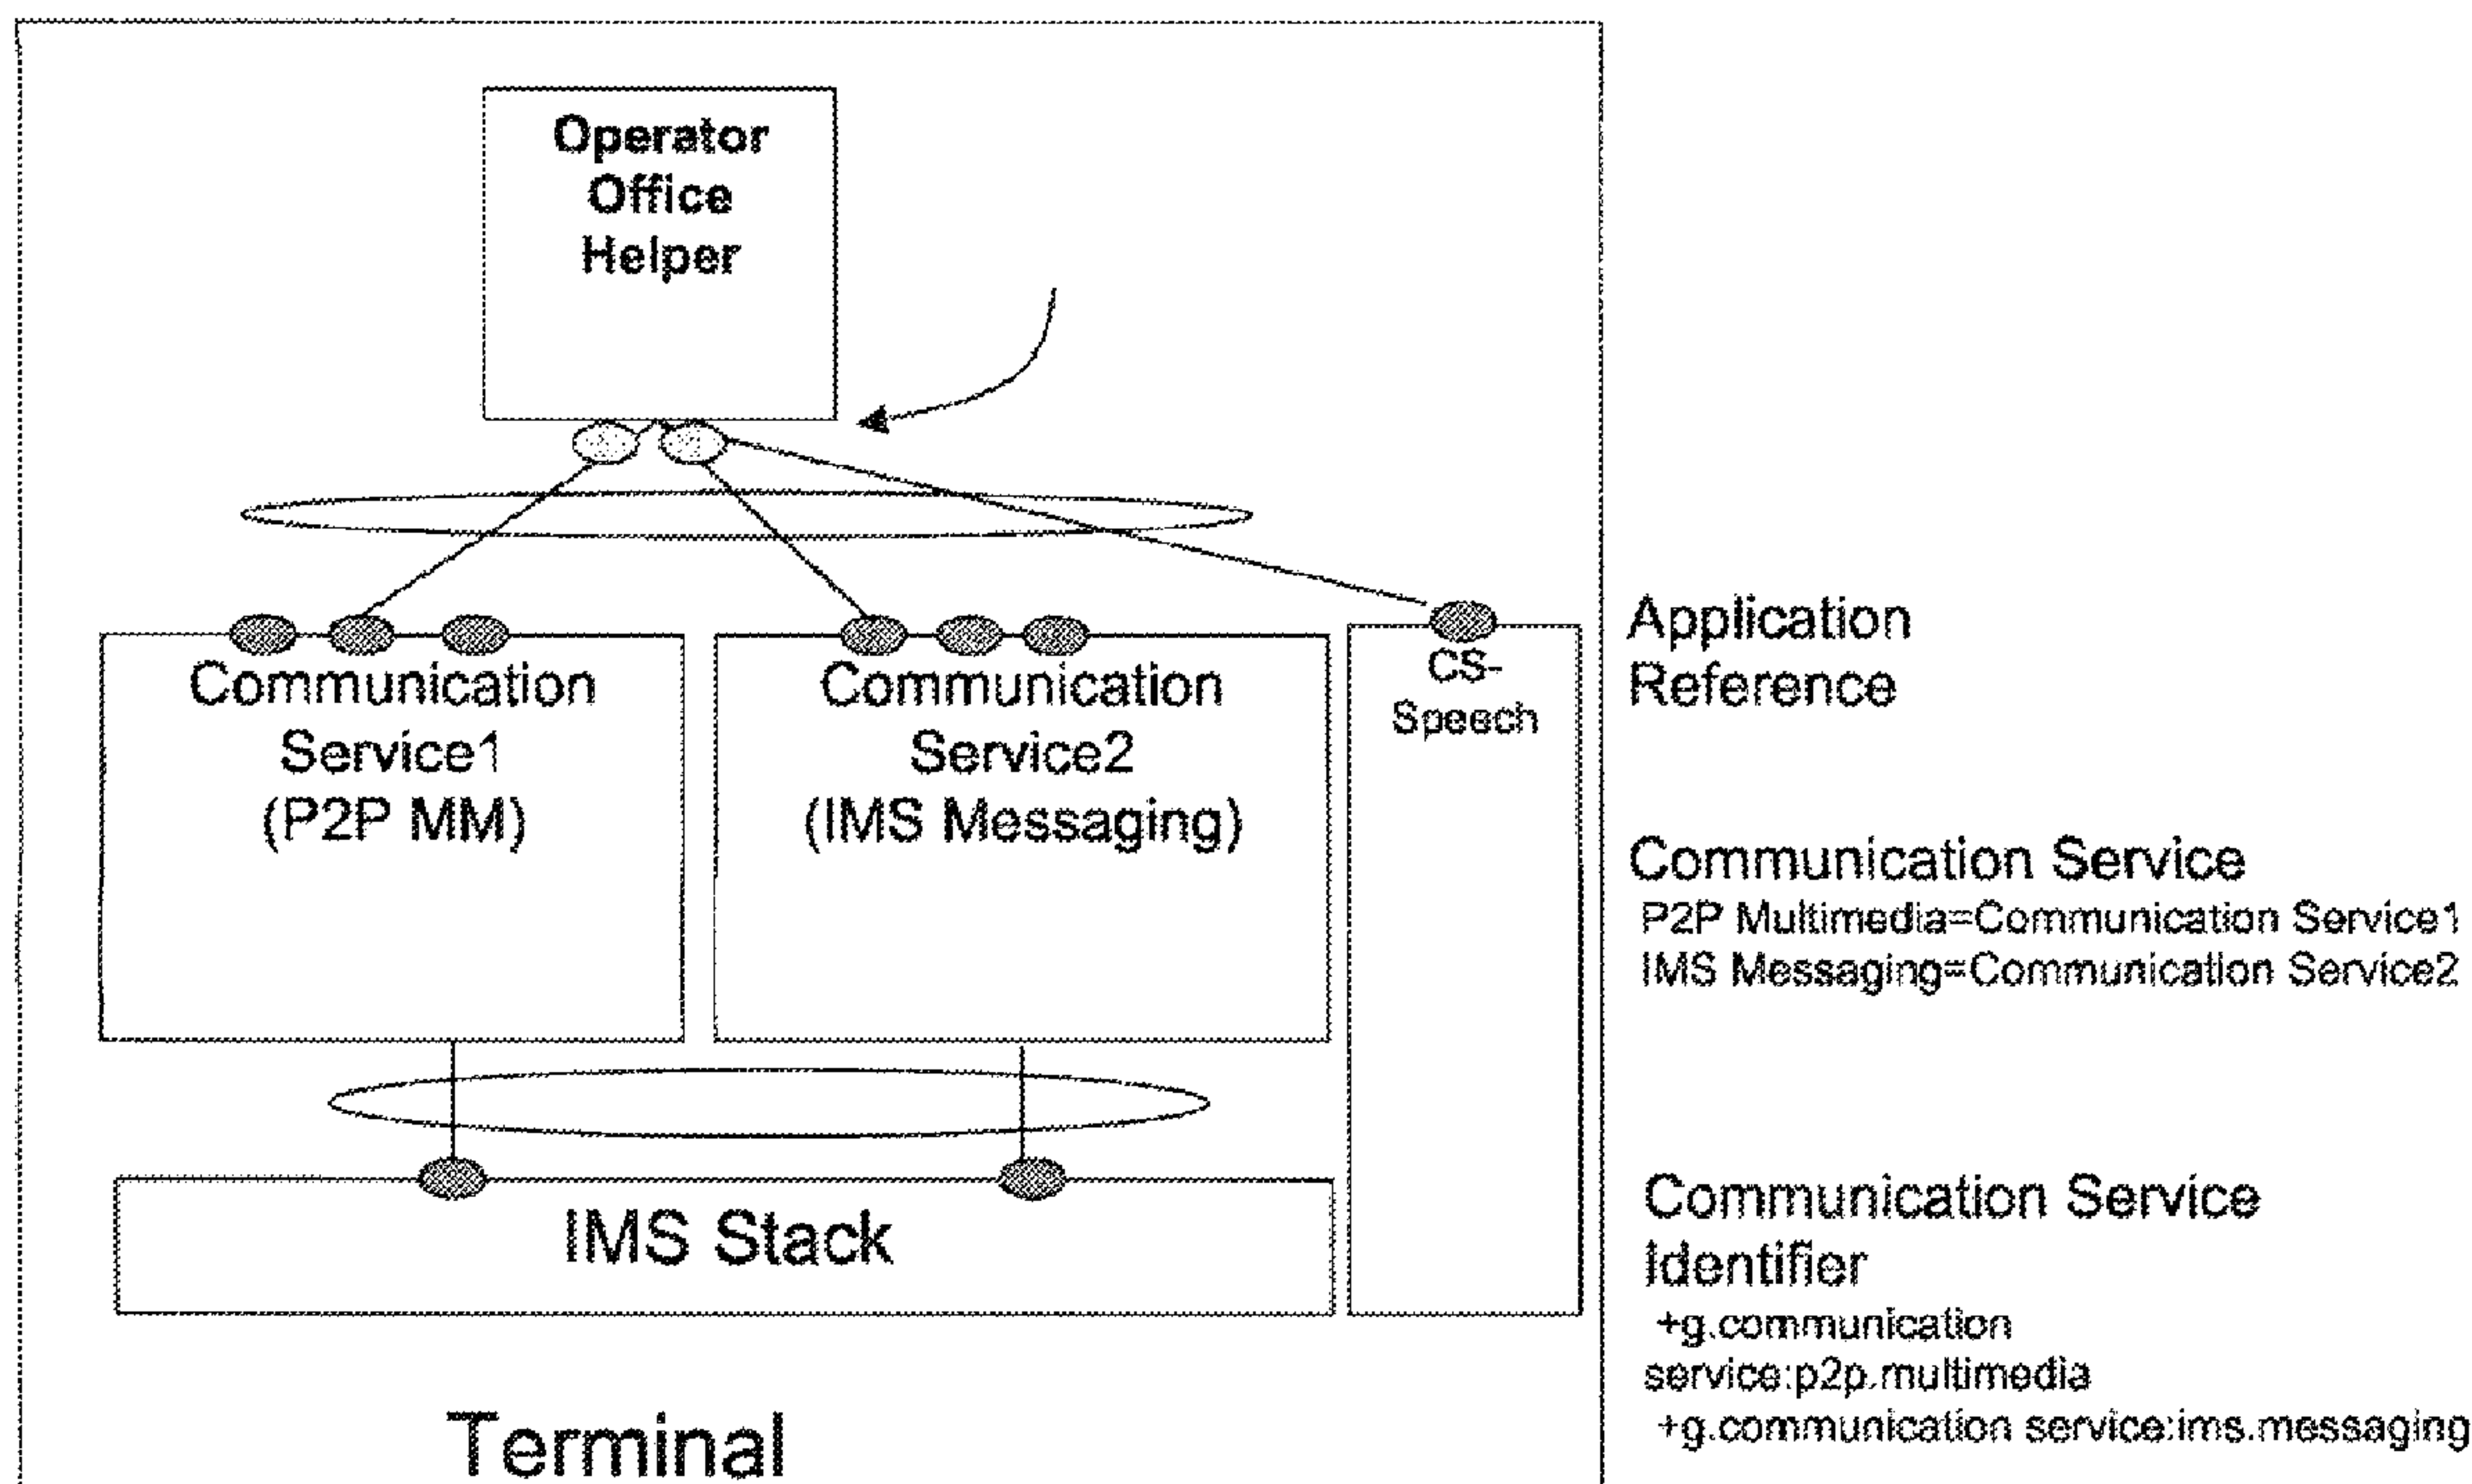 Operator
Office
Helper
Communication
Service1
(P2P MM)
Communication
Service2
(IMS Messaging)
CS-
Speech
IMS Stack
Terminal
Application
Reference
Communication Service
P2P Multimedia=Communication Service1
IMS Messaging=Communication Service2
Communication Service
Identifier
+g.communication
service:p2p.multimedia
+g.communication service:ims.messaging